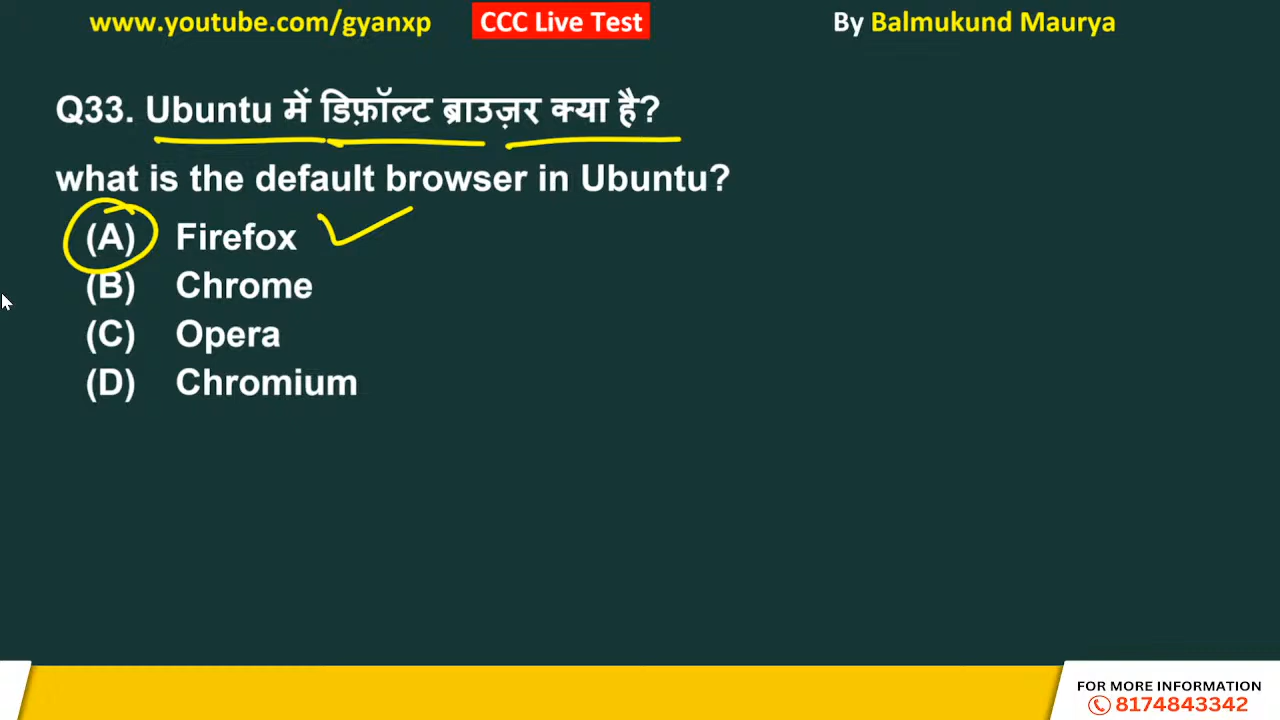 www.youtube.com/gyanxp CCC Live Test By Balmukund Maurya
Q33. Ubuntu में डिफ़ॉल्ट ब्राउज़र क्या है?
what is the default browser in Ubuntu?
(A) Firefox
(B) Chrome
(C) Opera
(D) Chromium
FOR MORE INFORMATION
8174843342